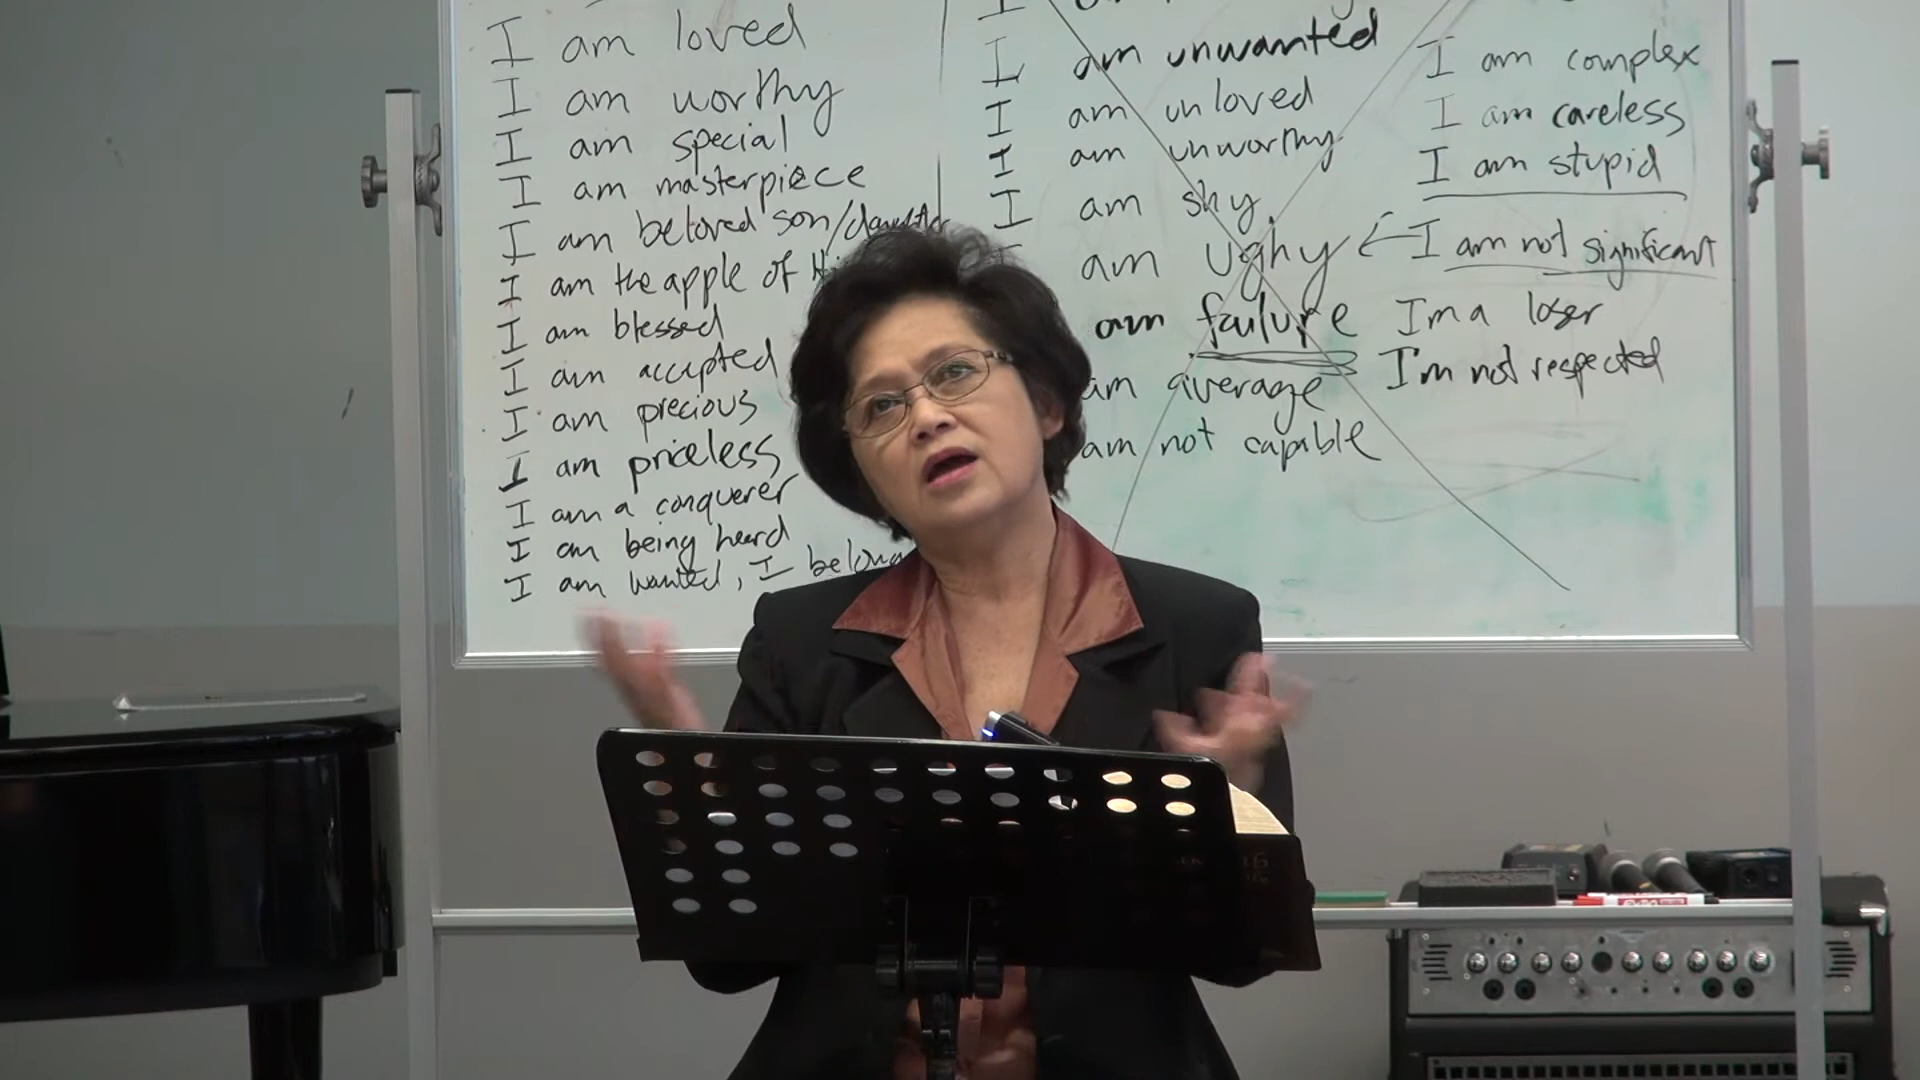 I am loved
I am worthy
I am special
I am masterpiece
I am beloved son/daughter
I am the apple of
I am blessed
I am accepted
I am precious
I am priceless
I am a conquerer
I am being heard
I am wanted, I belong
I am unwanted
I am unloved
I am unworthy
I am shy
am Ughy
am failure
am average
am not capable
I am complex
I am careless
I am stupid
I am not significant
I'm a loser
I'm not respected